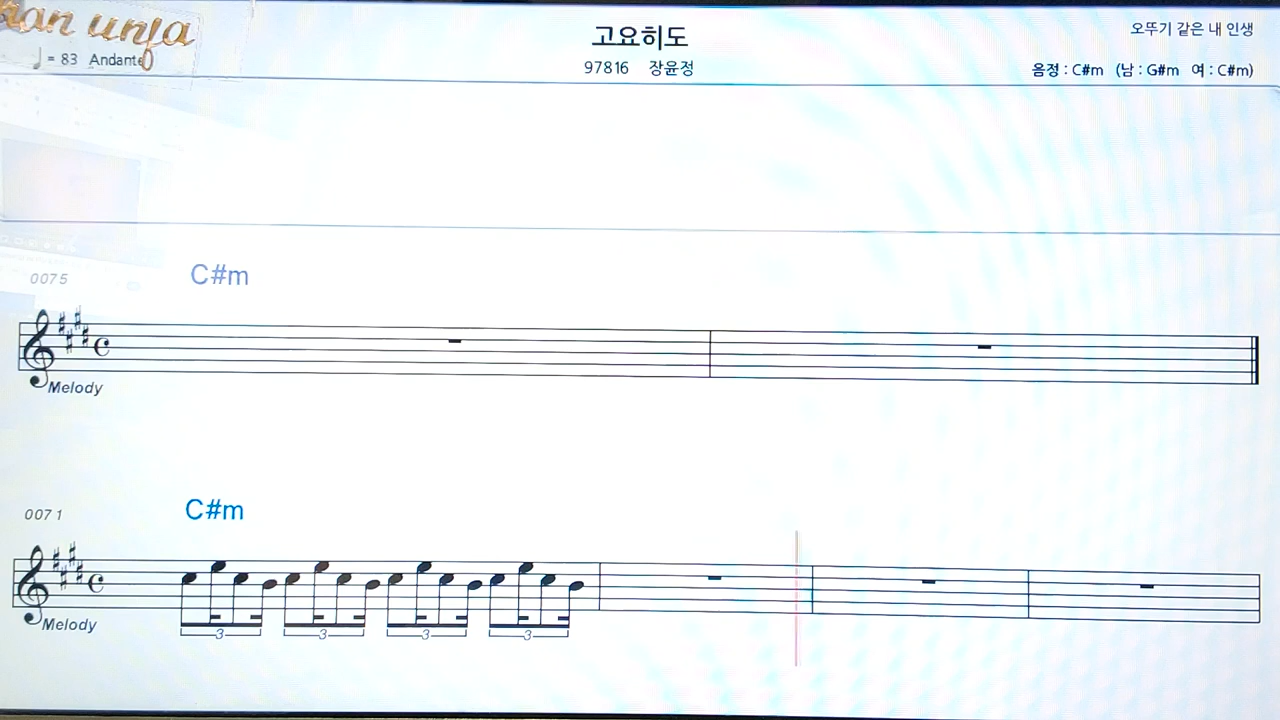 고요히도
오뚜기 같은 내 인생
= 83 Andante
97816 장윤정
음정 : C#m (남 : G#m 여 : C#m)
0075
C#m
Melody
0071
C#m
Melody
3 3 3 3